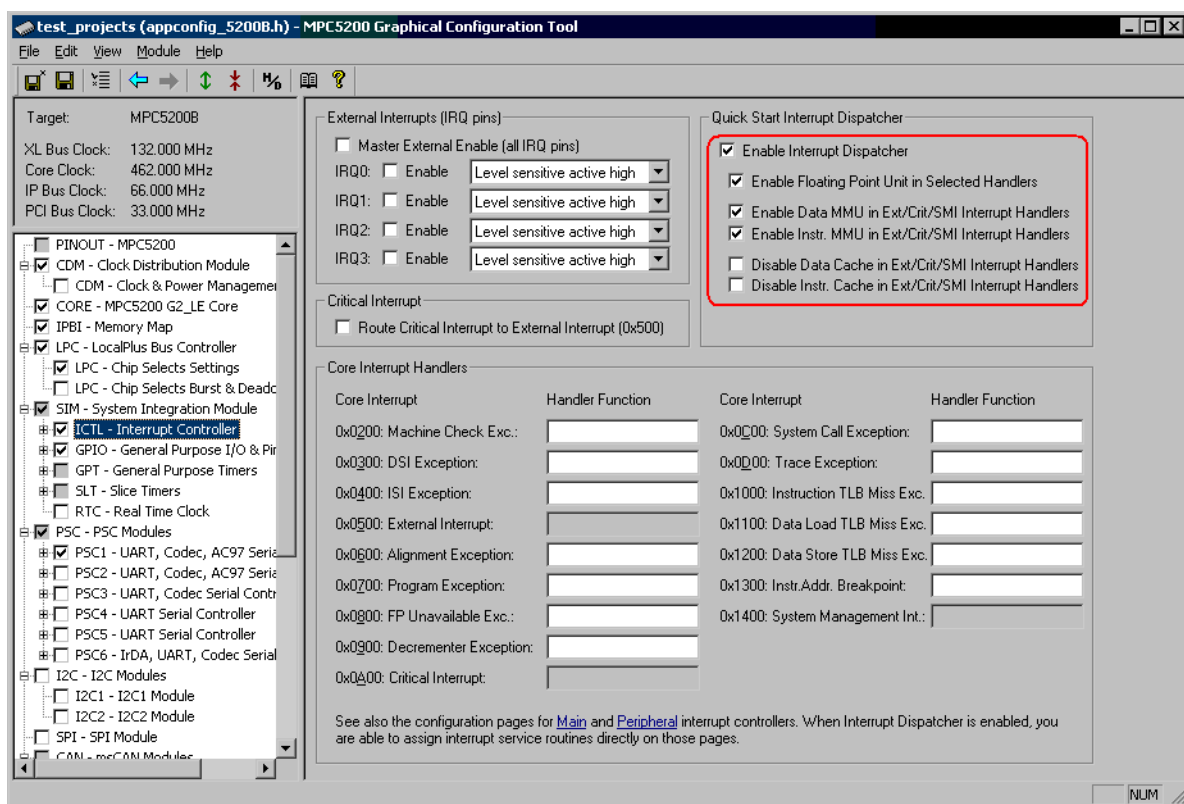 test_projects (appconfig_5200B.h) - MPC5200 Graphical Configuration Tool
File Edit View Module Help
H/D
Target: MPC5200B
XL Bus Clock: 132.000 MHz
Core Clock: 462.000 MHz
IP Bus Clock: 66.000 MHz
PCI Bus Clock: 33.000 MHz
PINOUT - MPC5200
CDM - Clock Distribution Module
CDM - Clock & Power Managemer
CORE - MPC5200 G2_LE Core
IPBI - Memory Map
LPC - LocalPlus Bus Controller
LPC - Chip Selects Settings
LPC - Chip Selects Burst & Deadc
SIM - System Integration Module
ICTL - Interrupt Controller
GPIO - General Purpose I/O & Pir
GPT - General Purpose Timers
SLT - Slice Timers
RTC - Real Time Clock
PSC - PSC Modules
PSC1 - UART, Codec, AC97 Seria
PSC2 - UART, Codec, AC97 Seria
PSC3 - UART, Codec Serial Contr
PSC4 - UART Serial Controller
PSC5 - UART Serial Controller
PSC6 - IrDA, UART, Codec Serial
I2C - I2C Modules
I2C1 - I2C1 Module
I2C2 - I2C2 Module
SPI - SPI Module
CAN - msCAN Modules
External Interrupts (IRQ pins)
Master External Enable (all IRQ pins)
IRQ0: Enable Level sensitive active high
IRQ1: Enable Level sensitive active high
IRQ2: Enable Level sensitive active high
IRQ3: Enable Level sensitive active high
Critical Interrupt
Route Critical Interrupt to External Interrupt (0x500)
Quick Start Interrupt Dispatcher
Enable Interrupt Dispatcher
Enable Floating Point Unit in Selected Handlers
Enable Data MMU in Ext/Crit/SMI Interrupt Handlers
Enable Instr. MMU in Ext/Crit/SMI Interrupt Handlers
Disable Data Cache in Ext/Crit/SMI Interrupt Handlers
Disable Instr. Cache in Ext/Crit/SMI Interrupt Handlers
Core Interrupt Handlers
Core Interrupt Handler Function
0x0200: Machine Check Exc.:
0x0300: DSI Exception:
0x0400: ISI Exception:
0x0500: External Interrupt:
0x0600: Alignment Exception:
0x0700: Program Exception:
0x0800: FP Unavailable Exc.:
0x0900: Decrementer Exception:
0x0A00: Critical Interrupt:
Core Interrupt Handler Function
0x0C00: System Call Exception:
0x0D00: Trace Exception:
0x1000: Instruction TLB Miss Exc.
0x1100: Data Load TLB Miss Exc.
0x1200: Data Store TLB Miss Exc.
0x1300: Instr.Addr. Breakpoint:
0x1400: System Management Int.:
See also the configuration pages for Main and Peripheral interrupt controllers. When Interrupt Dispatcher is enabled, you
are able to assign interrupt service routines directly on those pages.
NUM